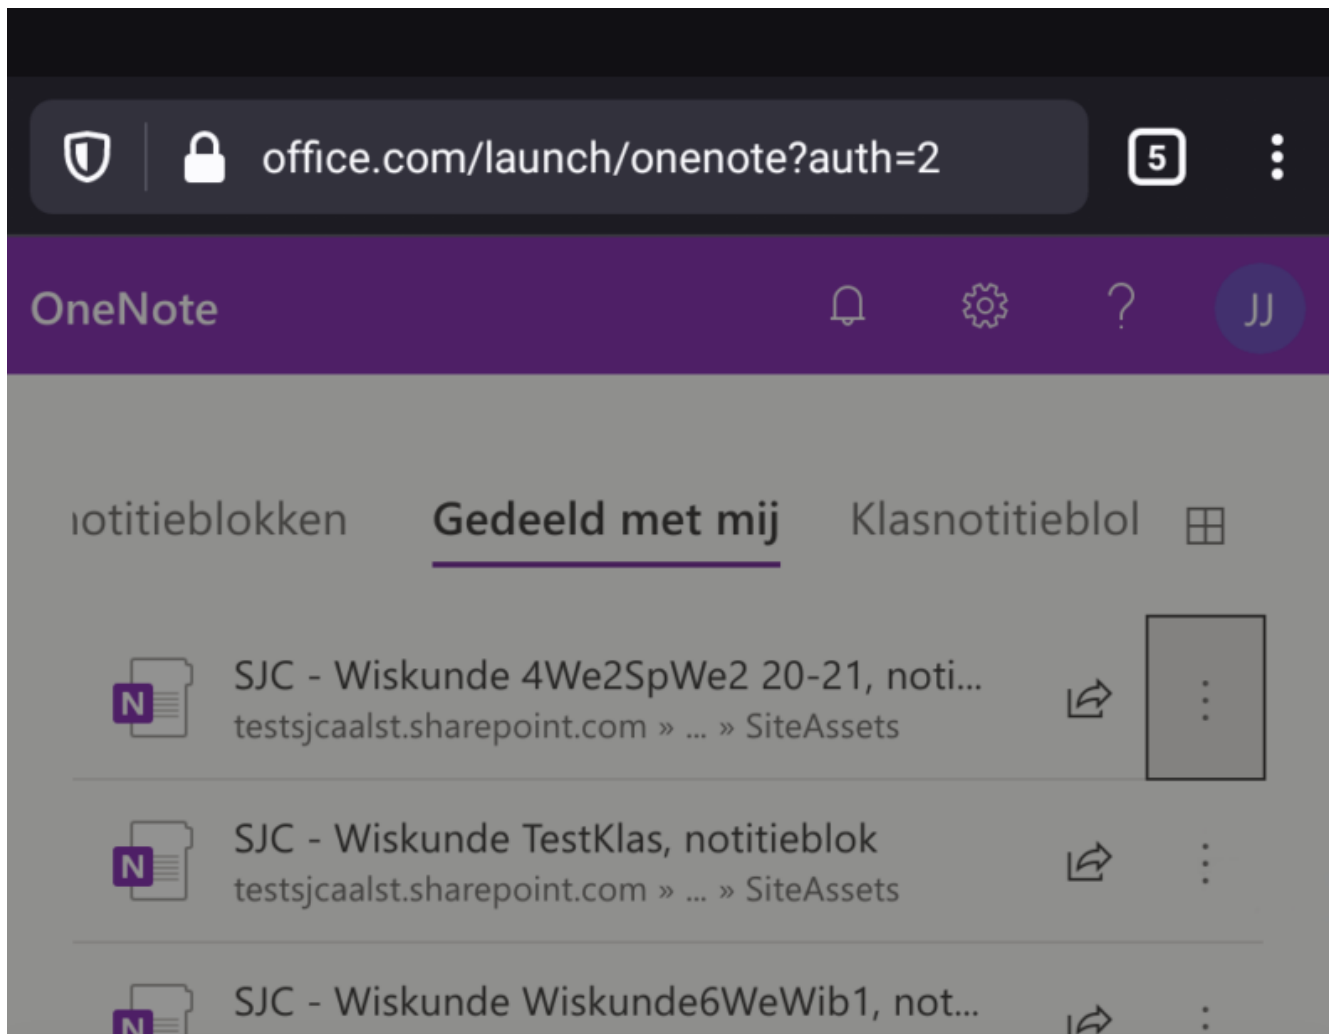 office.com/launch/onenote?auth=2
5
OneNote
?
JJ
notitieblokken
Gedeeld met mij
Klasnotitieblol
SJC - Wiskunde 4We2SpWe2 20-21, noti...
testsjcaalst.sharepoint.com » ... » SiteAssets
N
SJC - Wiskunde TestKlas, notitieblok
testsjcaalst.sharepoint.com » ... » SiteAssets
N
SJC - Wiskunde Wiskunde6WeWib1, not...
N